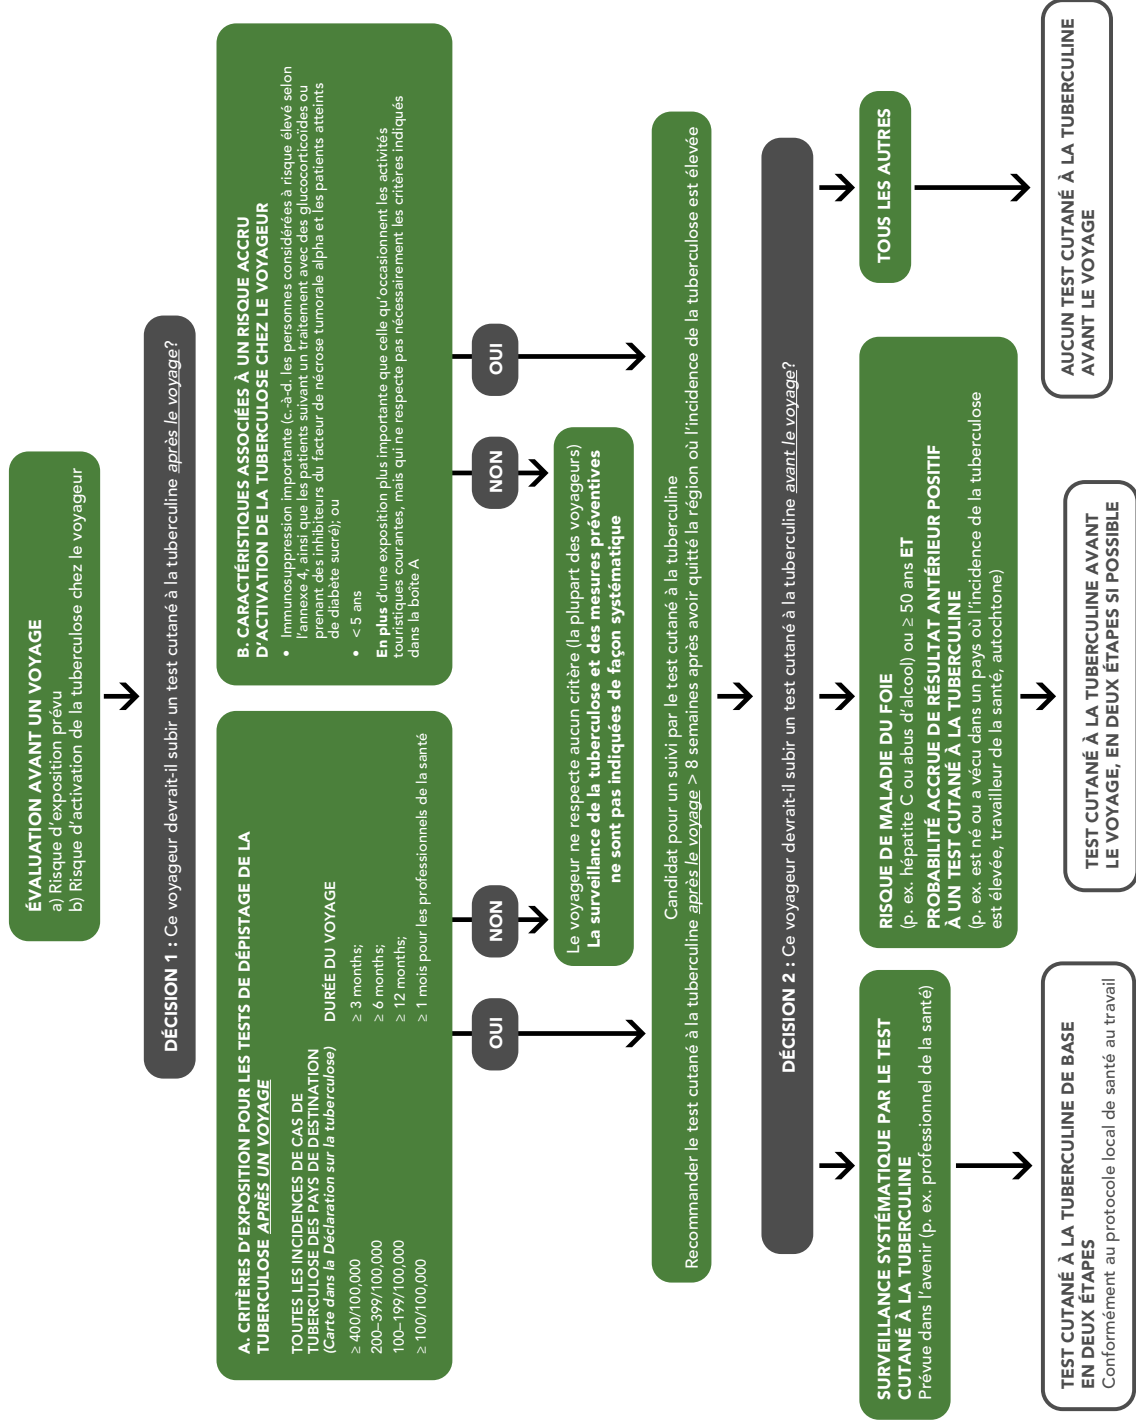 ÉVALUATION AVANT UN VOYAGE
a) Risque d'exposition prévu
b) Risque d'activation de la tuberculose chez le voyageur
DÉCISION 1 : Ce voyageur devrait-il subir un test cutané à la tuberculine après le voyage?
A. CRITÈRES D'EXPOSITION POUR LES TESTS DE DÉPISTAGE DE LA
TUBERCULOSE APRÈS UN VOYAGE
TOUTES LES INCIDENCES DE CAS DE
TUBERCULOSE DES PAYS DE DESTINATION
(Carte dans la Déclaration sur la tuberculose) DURÉE DU VOYAGE
≥ 400/100,000 ≥ 3 months;
200–399/100,000 ≥ 6 months;
100–199/100,000 ≥ 12 months;
≥ 100/100,000 ≥ 1 mois pour les professionnels de la santé
B. CARACTÉRISTIQUES ASSOCIÉES À UN RISQUE ACCRU
D'ACTIVATION DE LA TUBERCULOSE CHEZ LE VOYAGEUR
• Immunosuppression importante (c.-à-d. les personnes considérées à risque élevé selon
l'annexe 4, ainsi que les patients suivant un traitement avec des glucocorticoïdes ou
prenant des inhibiteurs du facteur de nécrose tumorale alpha et les patients atteints
de diabète sucré); ou
• < 5 ans
En plus d'une exposition plus importante que celle qu'occasionnent les activités
touristiques courantes, mais qui ne respecte pas nécessairement les critères indiqués
dans la boîte A
OUI
NON
NON
OUI
Le voyageur ne respecte aucun critère (la plupart des voyageurs)
La surveillance de la tuberculose et des mesures préventives
ne sont pas indiquées de façon systématique
Candidat pour un suivi par le test cutané à la tuberculine
Recommander le test cutané à la tuberculine après le voyage > 8 semaines après avoir quitté la région où l'incidence de la tuberculose est élevée
DÉCISION 2 : Ce voyageur devrait-il subir un test cutané à la tuberculine avant le voyage?
SURVEILLANCE SYSTÉMATIQUE PAR LE TEST
CUTANÉ À LA TUBERCULINE
Prévue dans l'avenir (p. ex. professionnel de la santé)
RISQUE DE MALADIE DU FOIE
(p. ex. hépatite C ou abus d'alcool) ou ≥ 50 ans ET
PROBABILITÉ ACCRUE DE RÉSULTAT ANTÉRIEUR POSITIF
À UN TEST CUTANÉ À LA TUBERCULINE
(p. ex. est né ou a vécu dans un pays où l'incidence de la tuberculose
est élevée, travailleur de la santé, autochtone)
TOUS LES AUTRES
TEST CUTANÉ À LA TUBERCULINE DE BASE
EN DEUX ÉTAPES
Conformément au protocole local de santé au travail
TEST CUTANÉ À LA TUBERCULINE AVANT
LE VOYAGE, EN DEUX ÉTAPES SI POSSIBLE
AUCUN TEST CUTANÉ À LA TUBERCULINE
AVANT LE VOYAGE